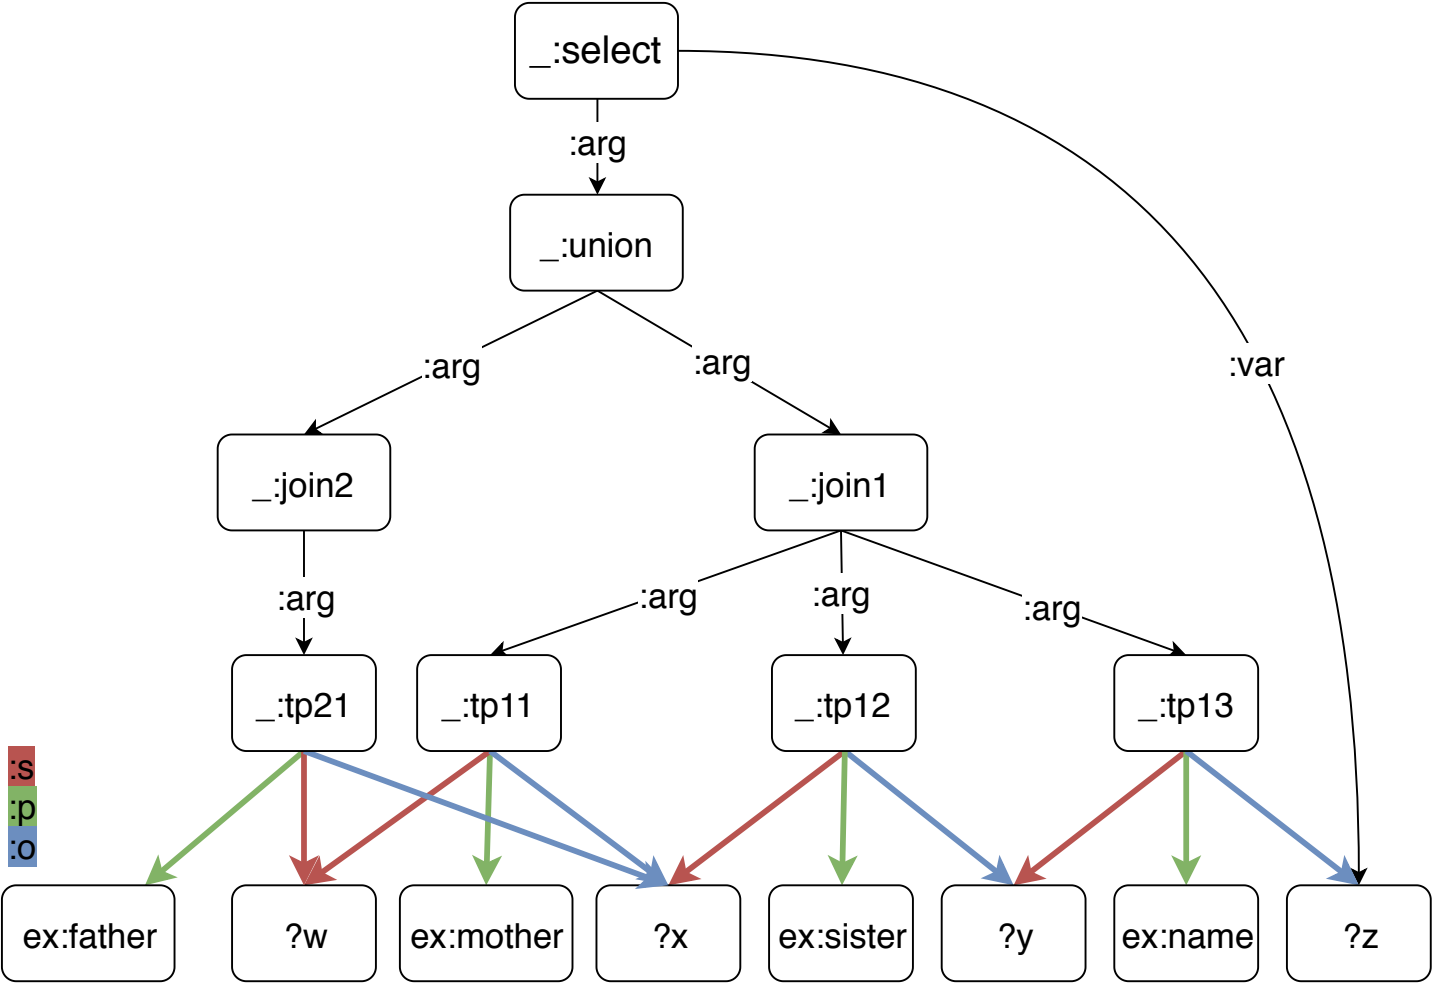 _:select
:arg
_:union
:arg
:arg
:var
_:join2
_:join1
:arg
:arg
:arg
:arg
_:tp21
_:tp11
_:tp12
_:tp13
:s
:p
:o
ex:father
?w
ex:mother
?x
ex:sister
?y
ex:name
?z